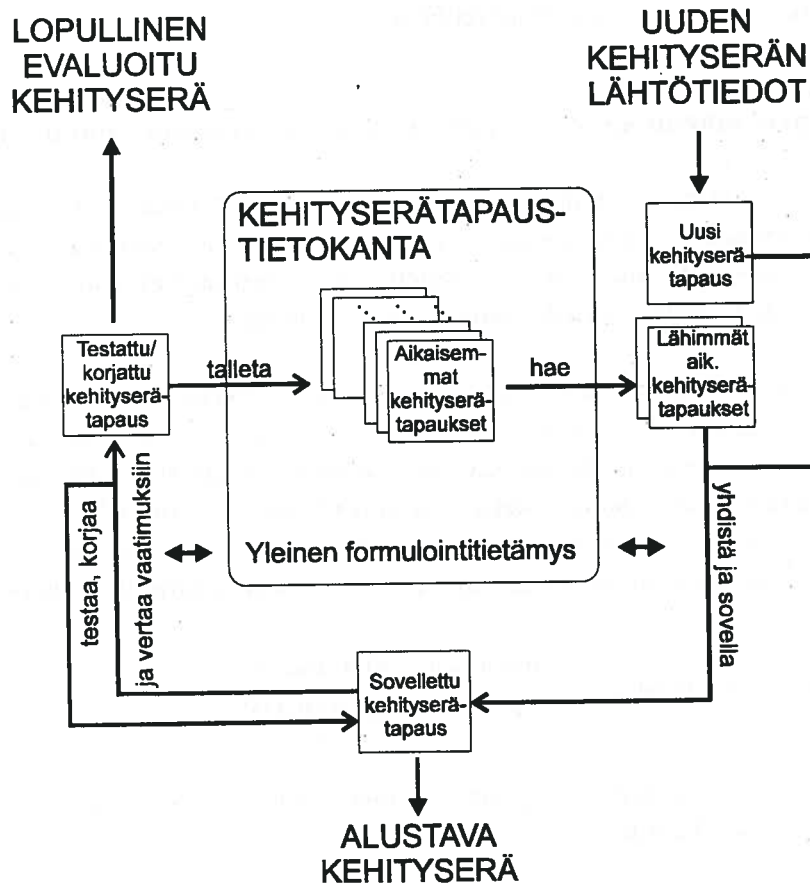 LOPULLINEN
EVALUOITU
KEHITYSERÄ
UUDEN
KEHITYSERÄN
LÄHTÖTIEDOT
KEHITYSERÄTAPAUS-
TIETOKANTA
Uusi
kehityserä-
tapaus
Testattu/
korjattu
kehityserä-
tapaus
talleta
Aikaisem-
mat
kehityserä-
tapaukset
hae
Lähimmät
aik.
kehityserä-
tapaukset
testaa, korjaa
ja vertaa vaatimuksiin
Yleinen formulointitietämys
yhdistä ja sovella
Sovellettu
kehityserä-
tapaus
ALUSTAVA
KEHITYSERÄ